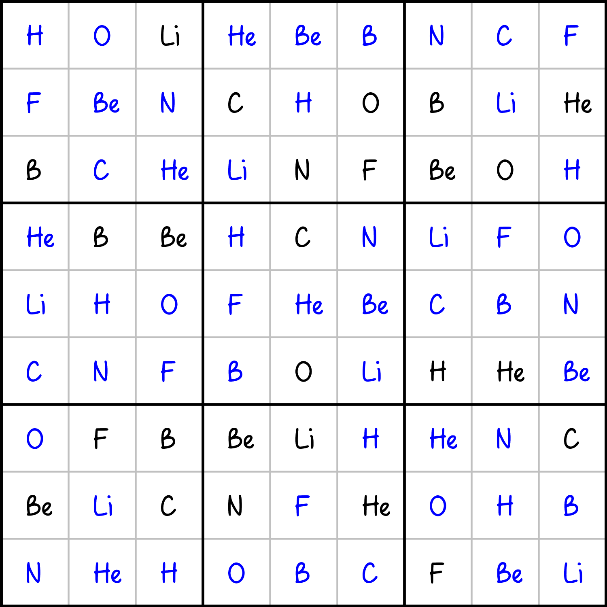 H O Li He Be B N C F
F Be N C H O B Li He
B C He Li N F Be O H
He B Be H C N Li F O
Li H O F He Be C B N
C N F B O Li H He Be
O F B Be Li H He N C
Be Li C N F He O H B
N He H O B C F Be Li